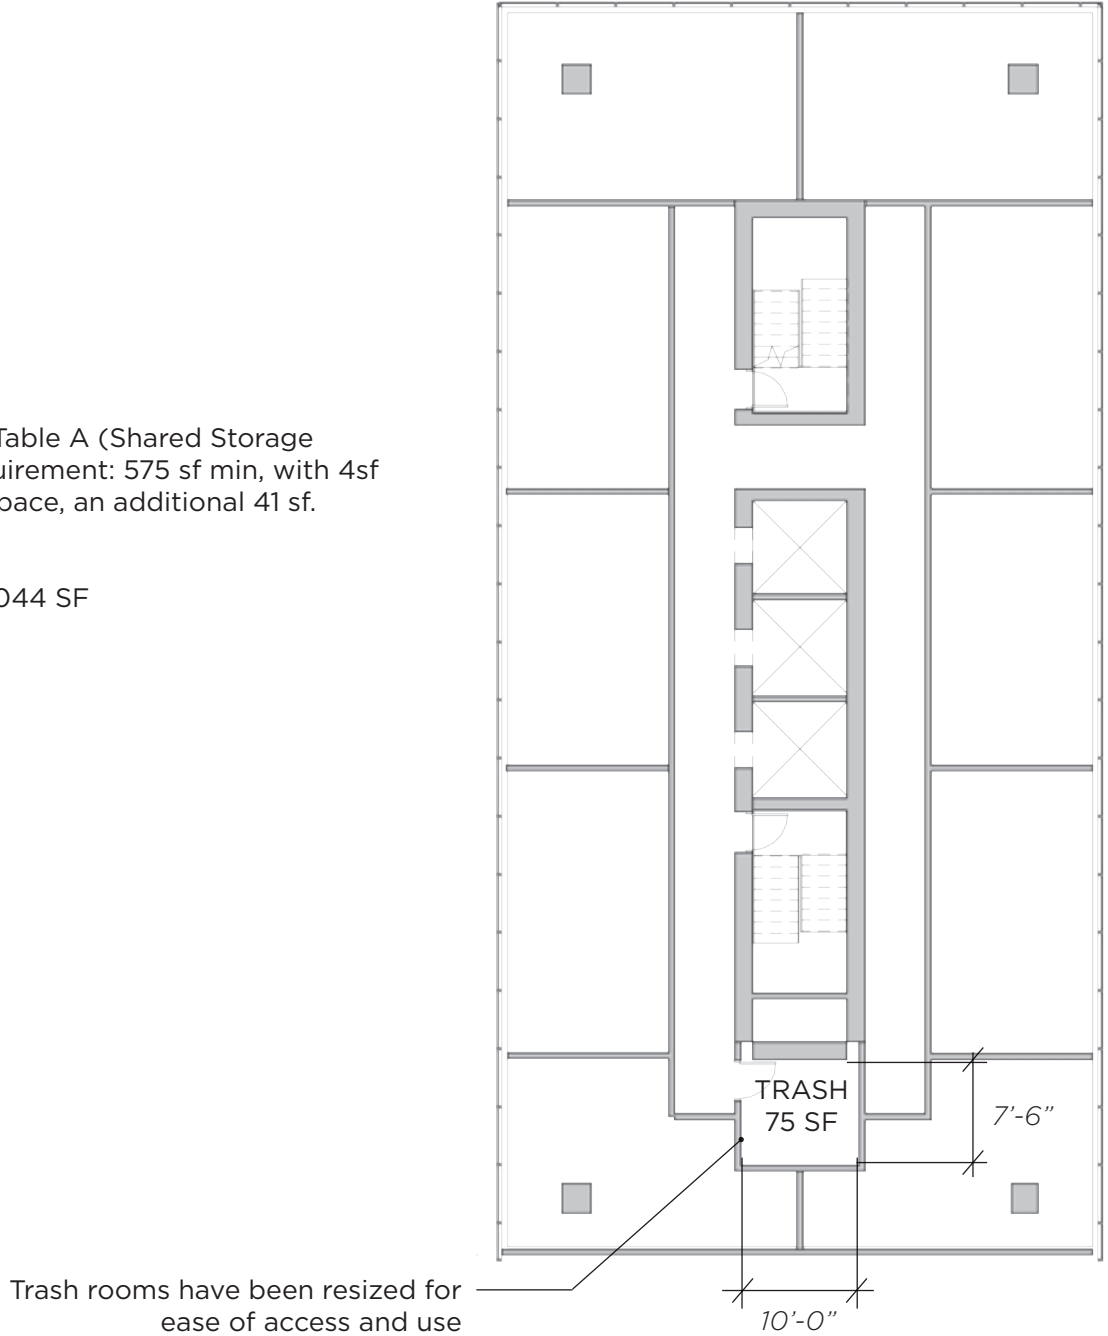 Table A (Shared Storage
uirement: 575 sf min, with 4sf
pace, an additional 41 sf.
044 SF
TRASH
75 SF
7'-6”
10'-0”
Trash rooms have been resized for
ease of access and use